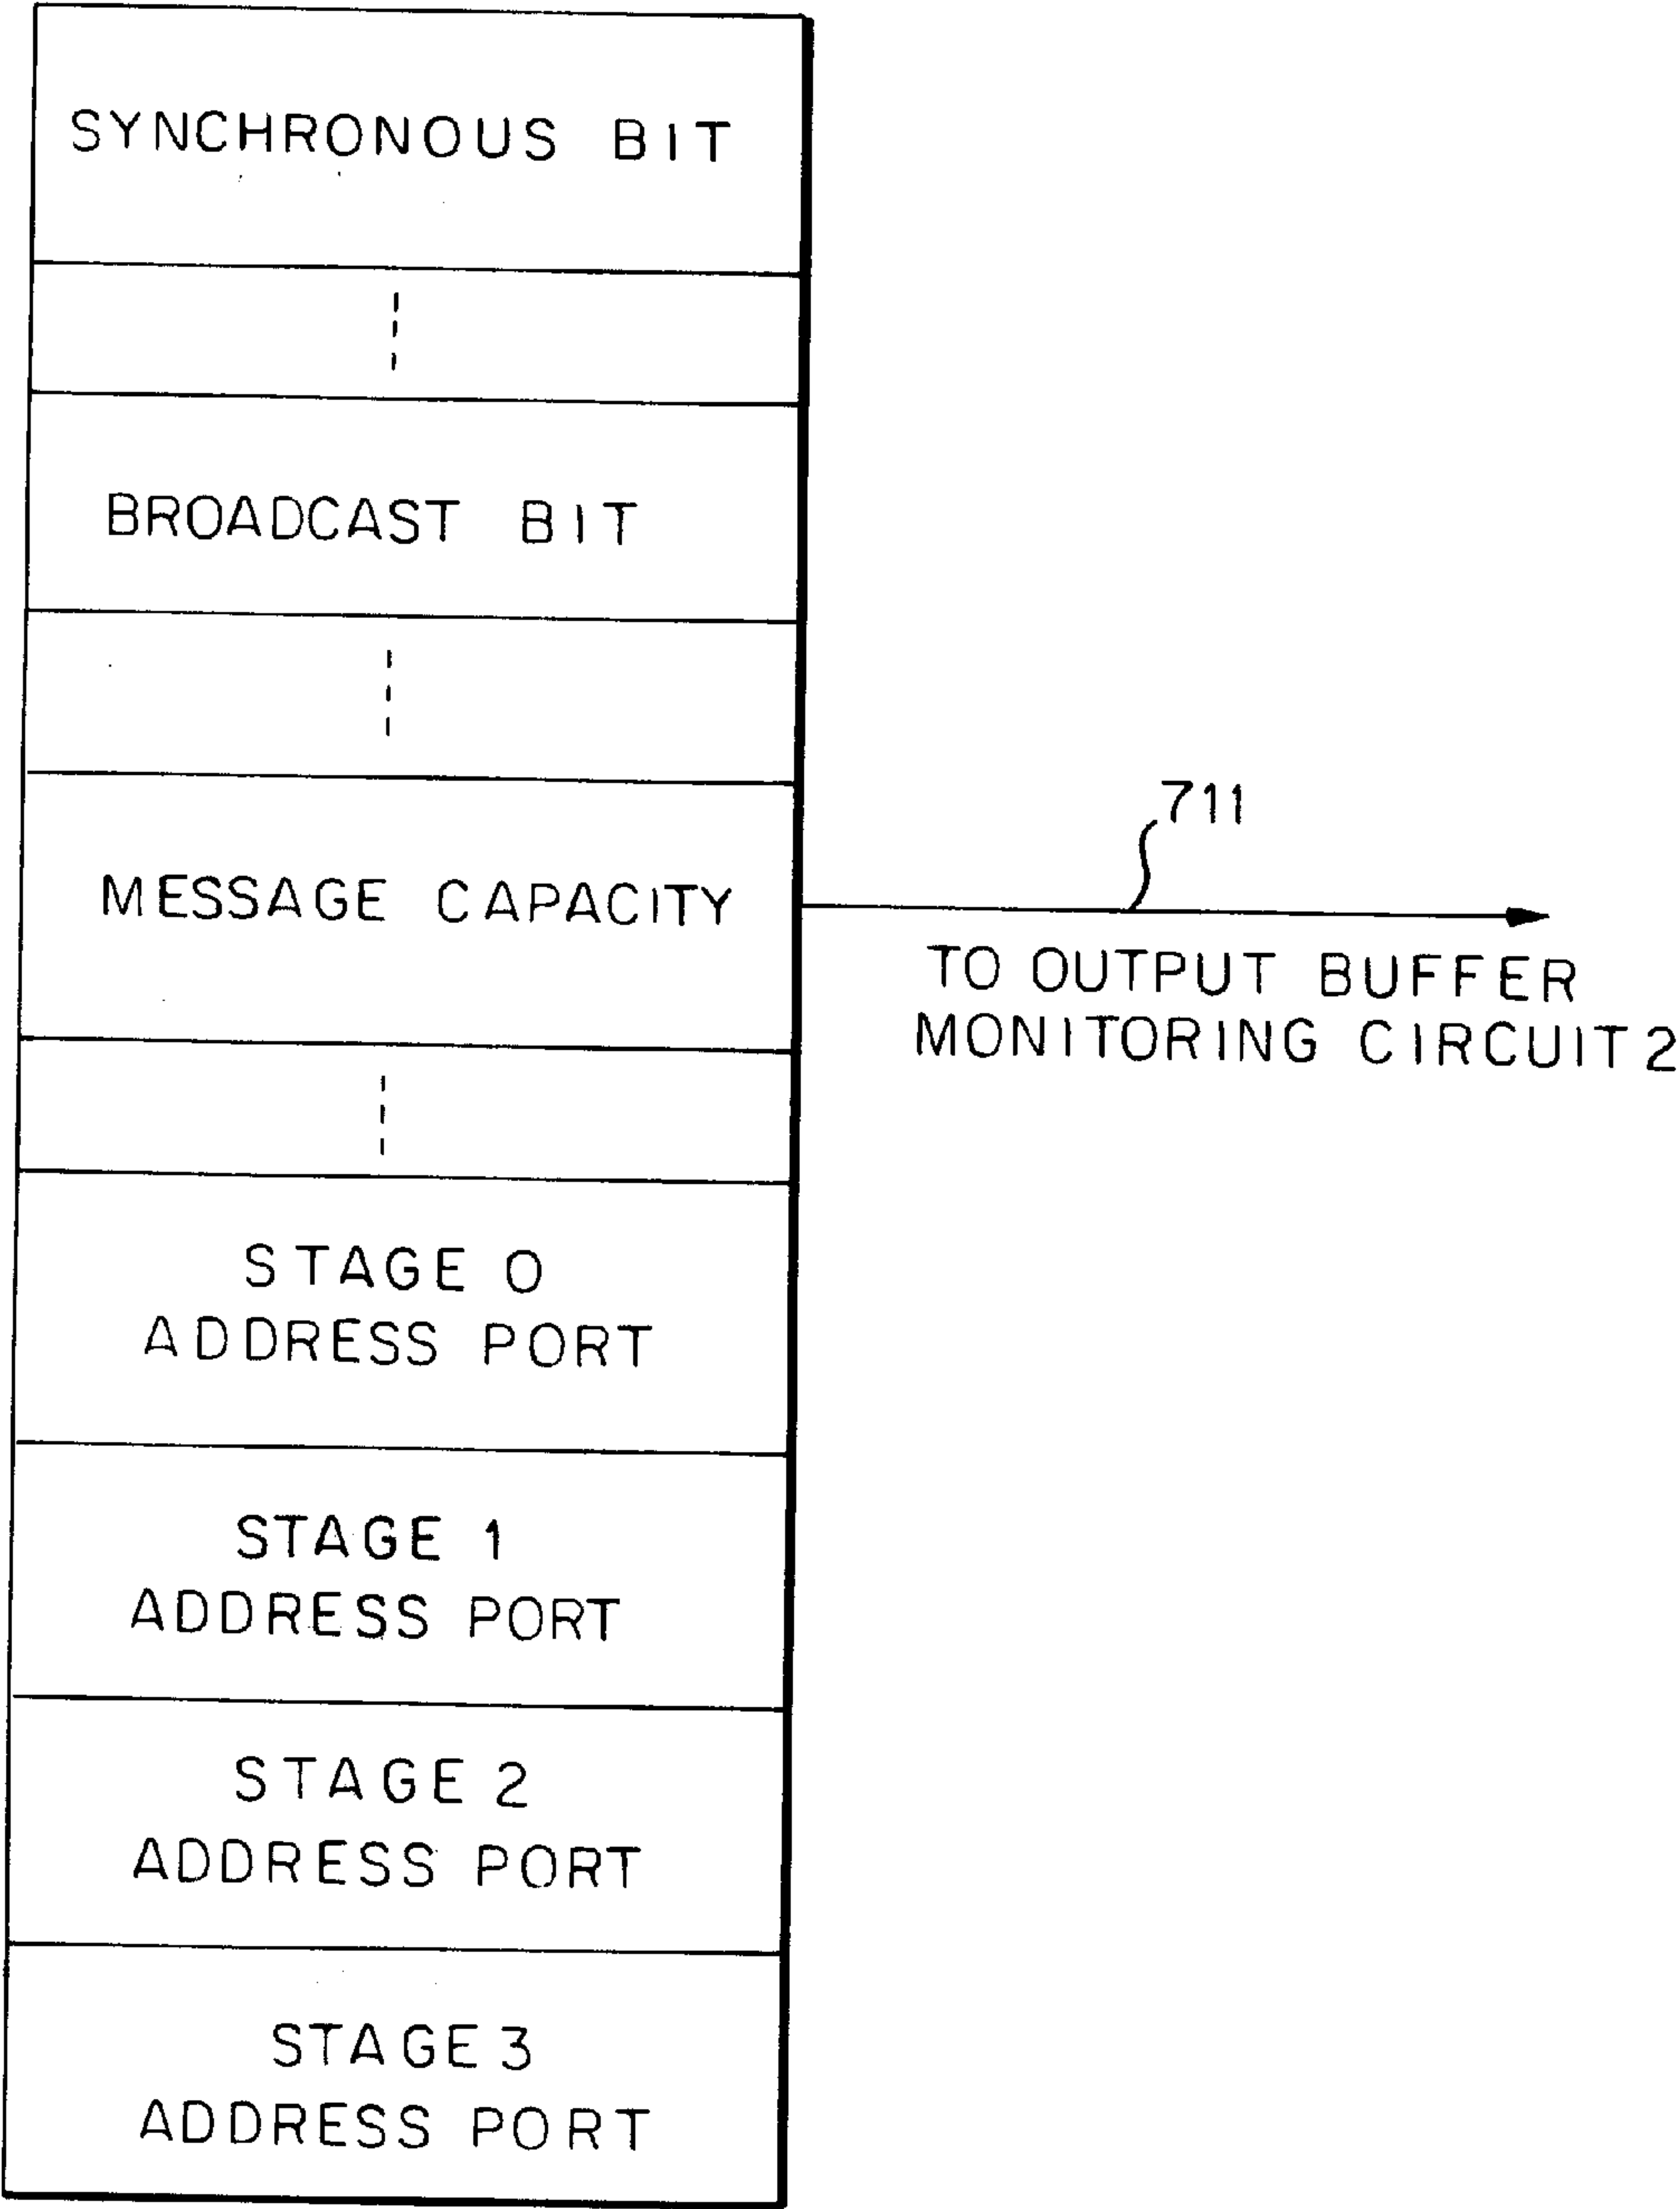 SYNCHRONOUS BIT
BROADCAST BIT
MESSAGE CAPACITY
711
TO OUTPUT BUFFER
MONITORING CIRCUIT 2
STAGE 0
ADDRESS PORT
STAGE 1
ADDRESS PORT
STAGE 2
ADDRESS PORT
STAGE 3
ADDRESS PORT